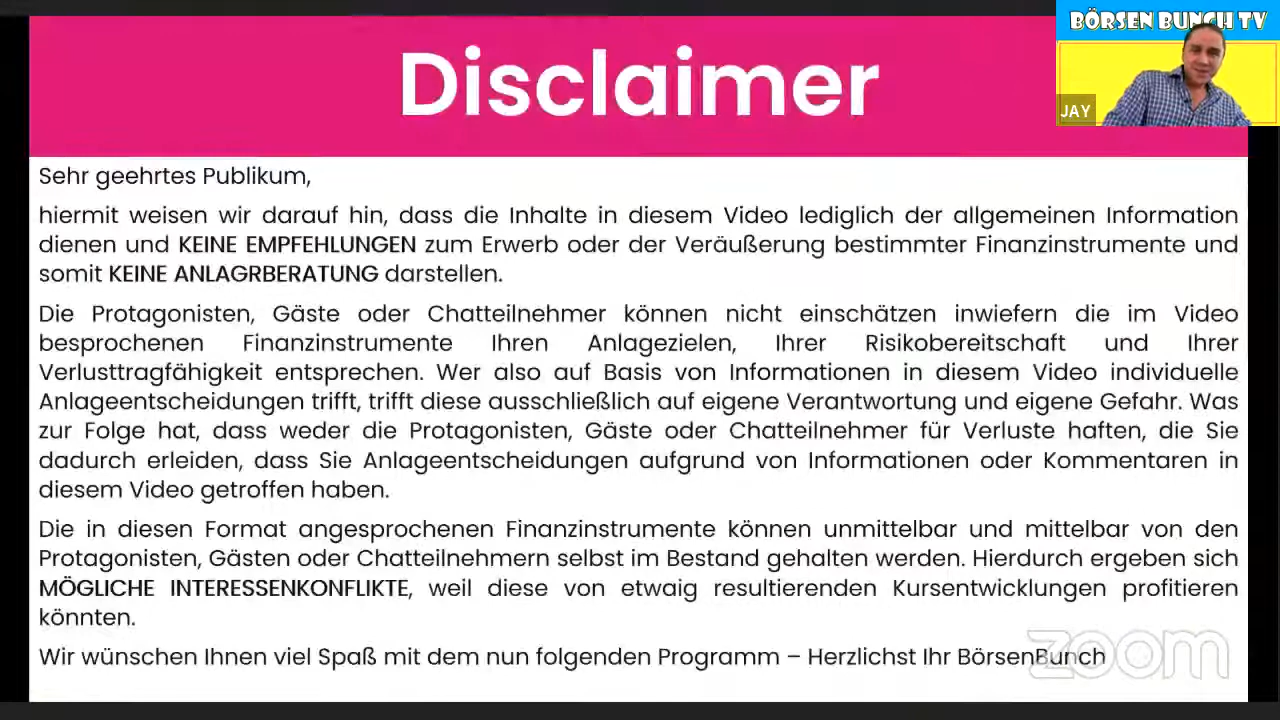 BÖRSEN BUNCH TV
Disclaimer
JAY
Sehr geehrtes Publikum,
hiermit weisen wir darauf hin, dass die Inhalte in diesem Video lediglich der allgemeinen Information
dienen und KEINE EMPFEHLUNGEN zum Erwerb oder der Veräußerung bestimmter Finanzinstrumente und
somit KEINE ANLAGRBERATUNG darstellen.
Die Protagonisten, Gäste oder Chatteilnehmer können nicht einschätzen inwiefern die im Video
besprochenen Finanzinstrumente Ihren Anlagezielen, Ihrer Risikobereitschaft und Ihrer
Verlusttragfähigkeit entsprechen. Wer also auf Basis von Informationen in diesem Video individuelle
Anlageentscheidungen trifft, trifft diese ausschließlich auf eigene Verantwortung und eigene Gefahr. Was
zur Folge hat, dass weder die Protagonisten, Gäste oder Chatteilnehmer für Verluste haften, die Sie
dadurch erleiden, dass Sie Anlageentscheidungen aufgrund von Informationen oder Kommentaren in
diesem Video getroffen haben.
Die in diesen Format angesprochenen Finanzinstrumente können unmittelbar und mittelbar von den
Protagonisten, Gästen oder Chatteilnehmern selbst im Bestand gehalten werden. Hierdurch ergeben sich
MÖGLICHE INTERESSENKONFLIKTE, weil diese von etwaig resultierenden Kursentwicklungen profitieren
könnten.
Wir wünschen Ihnen viel Spaß mit dem nun folgenden Programm – Herzlichst Ihr BörsenBunch
zoom